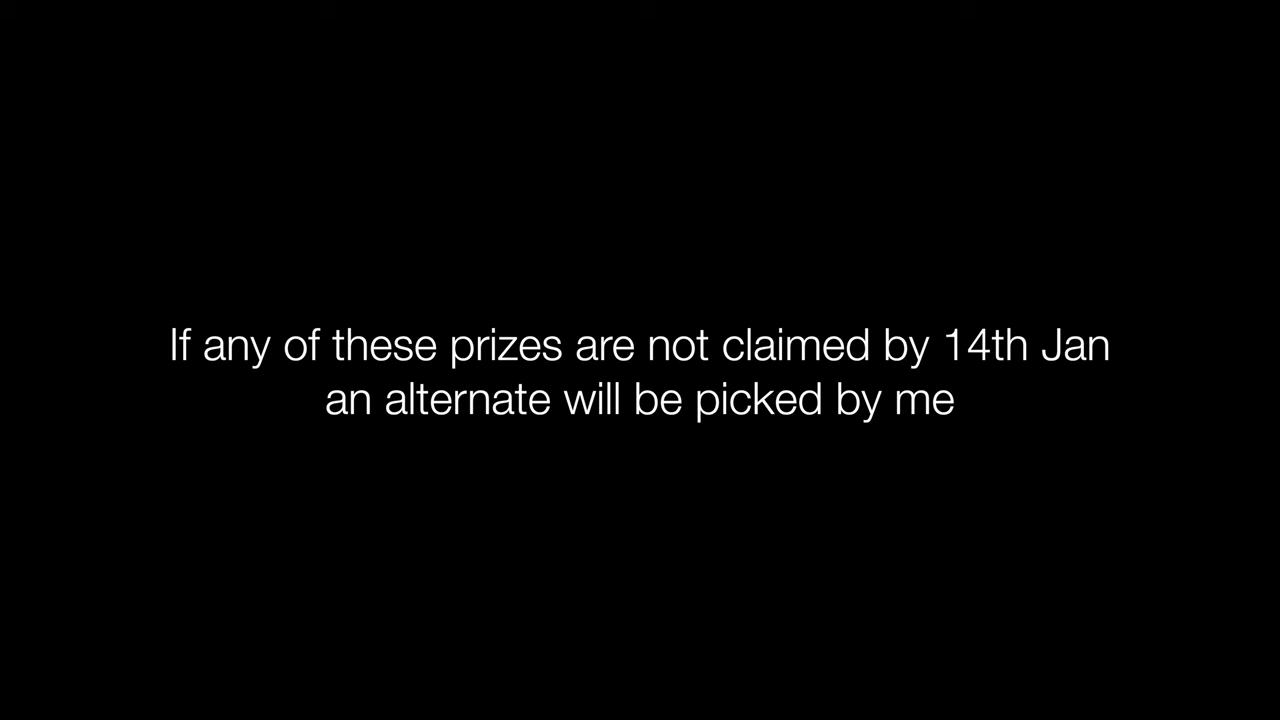 If any of these prizes are not claimed by 14th Jan
an alternate will be picked by me